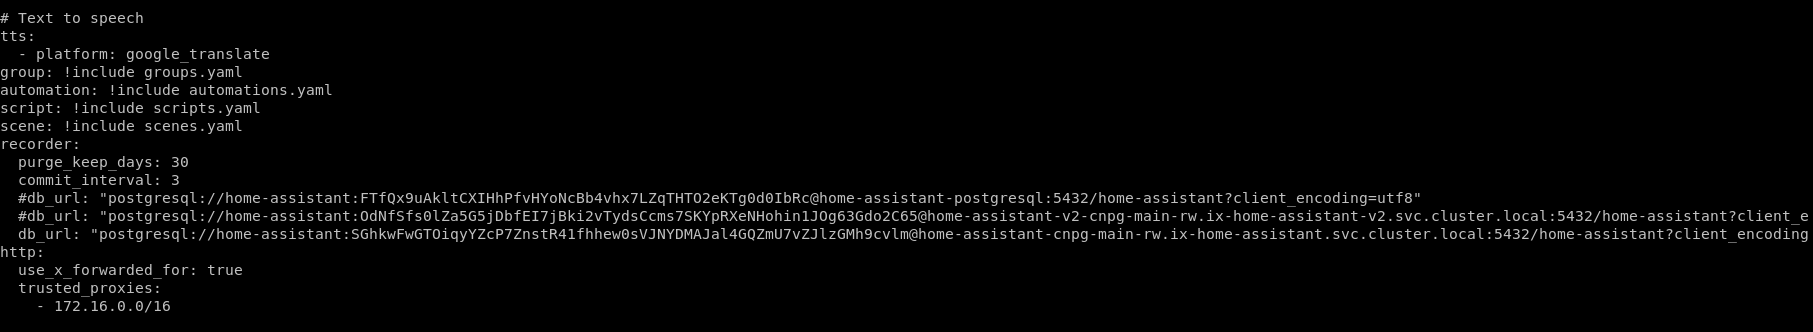 # Text to speech
tts:
  - platform: google_translate
group: !include groups.yaml
automation: !include automations.yaml
script: !include scripts.yaml
scene: !include scenes.yaml
recorder:
  purge_keep_days: 30
  commit_interval: 3
  #db_url: "postgresql://home-assistant:FTfQx9uAkltCXIHhPfvHYoNcBb4vhx7LZqTHTO2eKTg0d0IbRc@home-assistant-postgresql:5432/home-assistant?client_encoding=utf8"
  #db_url: "postgresql://home-assistant:OdNfSfs0lZa5G5jDbfEI7jBki2vTydsCcms7SKYpRXeNHohin1JOg63Gdo2C65@home-assistant-v2-cnpg-main-rw.ix-home-assistant-v2.svc.cluster.local:5432/home-assistant?client_e
  db_url: "postgresql://home-assistant:SGhkwFwGTOiqyYZcP7ZnstR41fhhew0sVJNYDMAJal4GQZmU7vZJlzGMh9cvlm@home-assistant-cnpg-main-rw.ix-home-assistant.svc.cluster.local:5432/home-assistant?client_encoding
http:
  use_x_forwarded_for: true
  trusted_proxies:
    - 172.16.0.0/16